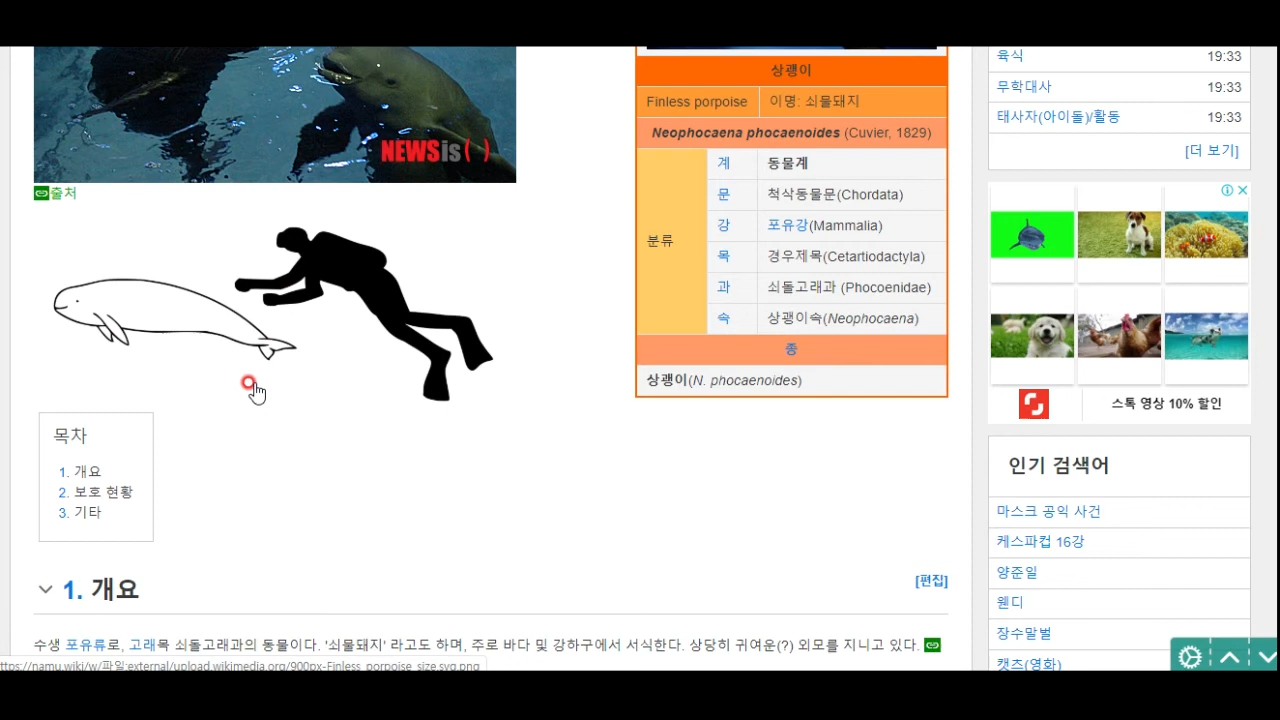 NEWSis( )
출처
목차
1. 개요
2. 보호 현황
3. 기타
1. 개요
[편집]
수생 포유류로, 고래목 쇠돌고래과의 동물이다. '쇠물돼지' 라고도 하며, 주로 바다 및 강하구에서 서식한다. 상당히 귀여운(?) 외모를 지니고 있다.
ttps://namu.wiki/w/파일:external/upload.wikimedia.org/900px-Finless_porpoise_size.svg.png
상괭이
Finless porpoise 이명: 쇠물돼지
Neophocaena phocaenoides (Cuvier, 1829)
분류
계 동물계
문 척삭동물문(Chordata)
강 포유강(Mammalia)
목 경우제목(Cetartiodactyla)
과 쇠돌고래과 (Phocoenidae)
속 상괭이속(Neophocaena)
종
상괭이(N. phocaenoides)
육식 19:33
무학대사 19:33
태사자(아이돌)/활동 19:33
[더 보기]
스톡 영상 10% 할인
인기 검색어
마스크 공익 사건
케스파컵 16강
양준일
웬디
장수말벌
캣츠(영화)